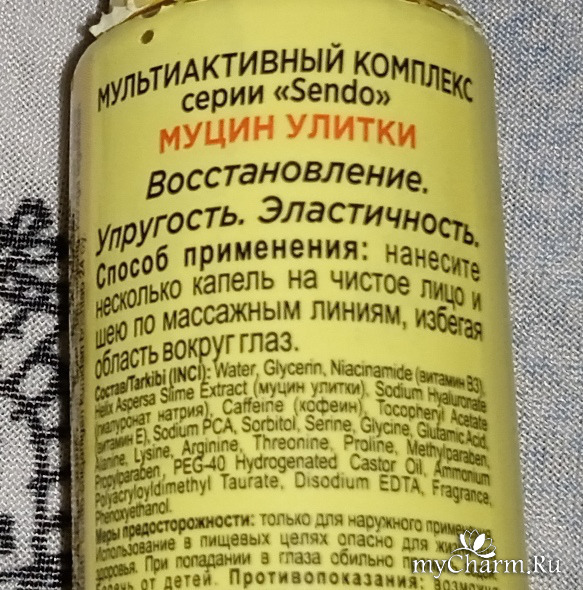 МУЛЬТИАКТИВНЫЙ КОМПЛЕКС
серии «Sendo»
МУЦИН УЛИТКИ
Восстановление.
Упругость. Эластичность.
Способ применения: нанесите
несколько капель на чистое лицо и
шею по массажным линиям, избегая
область вокруг глаз.
Состав/Tarkibi (INCI): Water, Glycerin, Niacinamide (витамин B3),
Helix Aspersa Slime Extract (муцин улитки), Sodium Hyaluronate
(гиалуронат натрия), Caffeine (кофеин), Tocopheryl Acetate
(витамин Е), Sodium PCA, Sorbitol, Serine, Glycine, Glutamic Acid,
Alanine, Lysine, Arginine, Threonine, Proline, Methylparaben,
Propylparaben, PEG-40 Hydrogenated Castor Oil, Ammonium
Polyacryloyldimethyl Taurate, Disodium EDTA, Fragrance,
Phenoxyethanol.
Меры предосторожности: только для наружного
Использование в пищевых целях опасно для
здоровья. При попадании в глаза обильно
от детей. Противопоказания:
myCharm.Ru